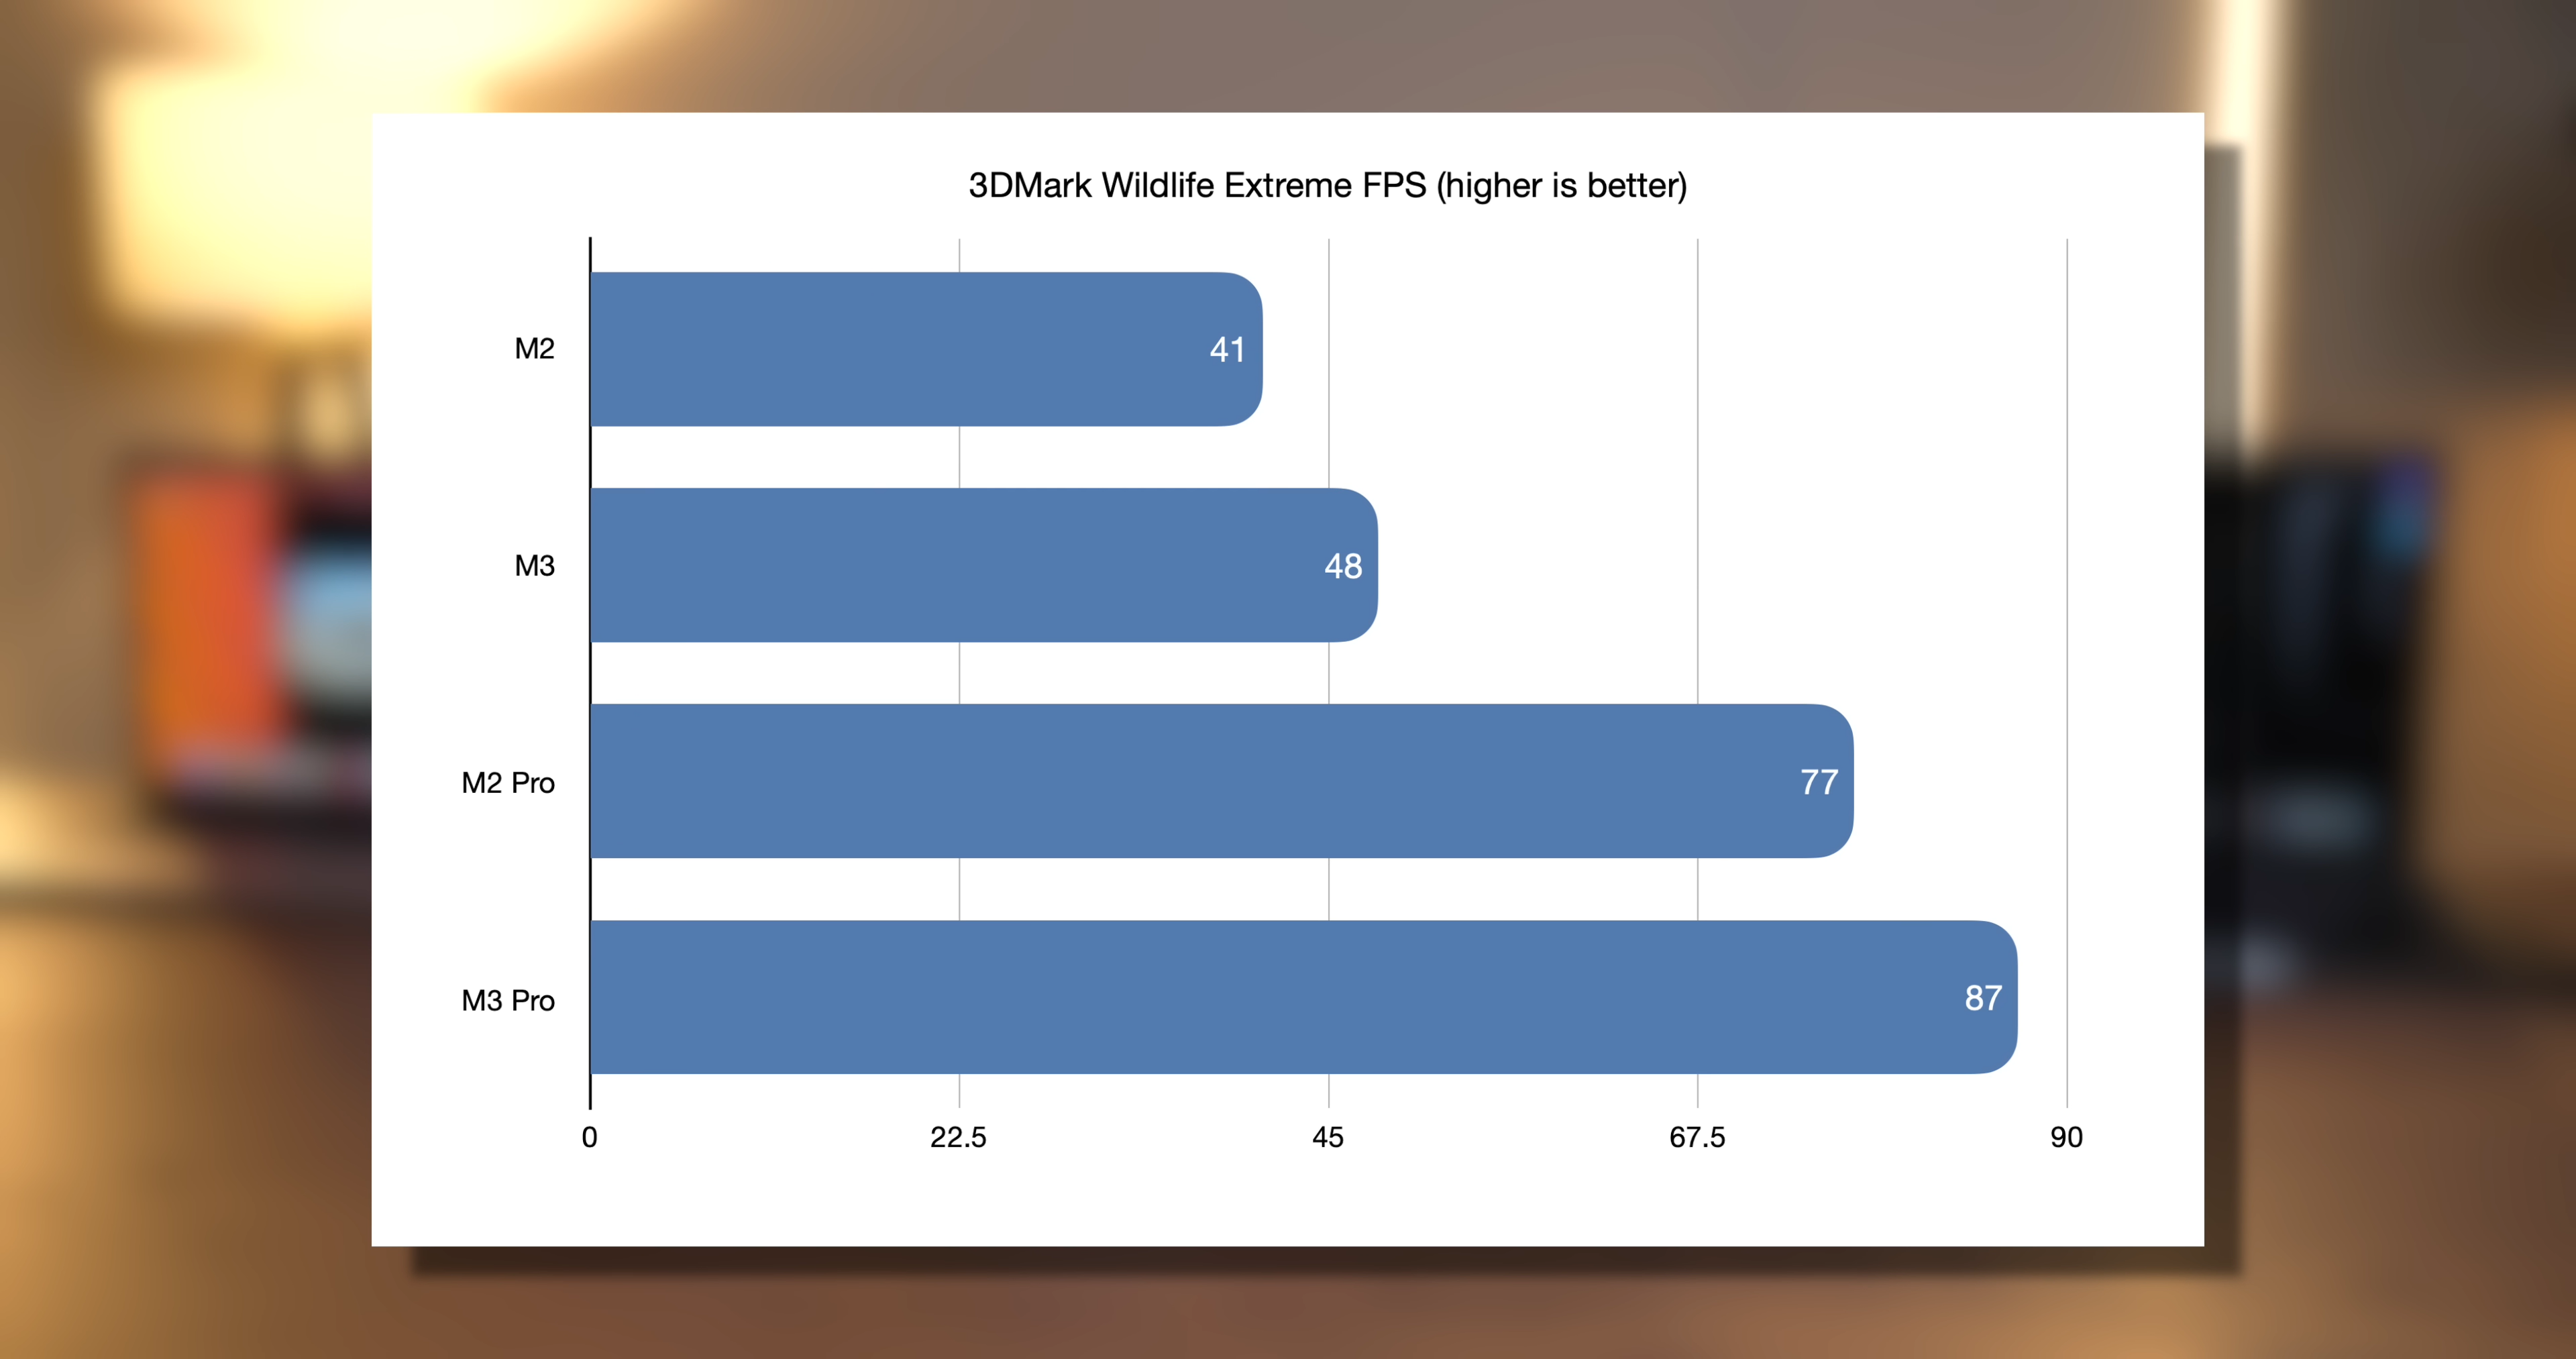 3DMark Wildlife Extreme FPS (higher is better)
M2
41
M3
48
M2 Pro
77
M3 Pro
87
0
22.5
45
67.5
90